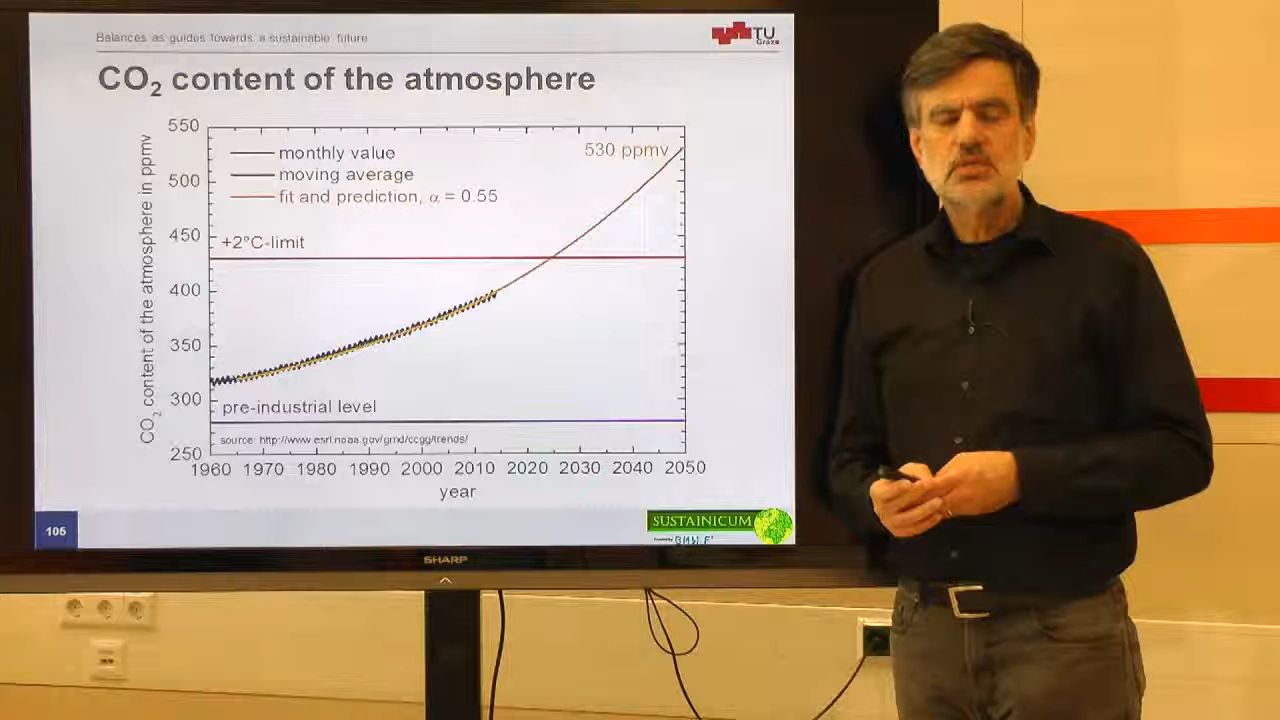 Balances as guides towards a sustainable future
TU
Graz
CO₂ content of the atmosphere
CO₂ content of the atmosphere in ppmv
550
500
450
400
350
300
250
monthly value
moving average
fit and prediction, α = 0.55
530 ppmv
+2°C-limit
pre-industrial level
source: http://www.esrl.noaa.gov/gmd/ccgg/trends/
1960 1970 1980 1990 2000 2010 2020 2030 2040 2050
year
105
SUSTAINICUM
SHARP